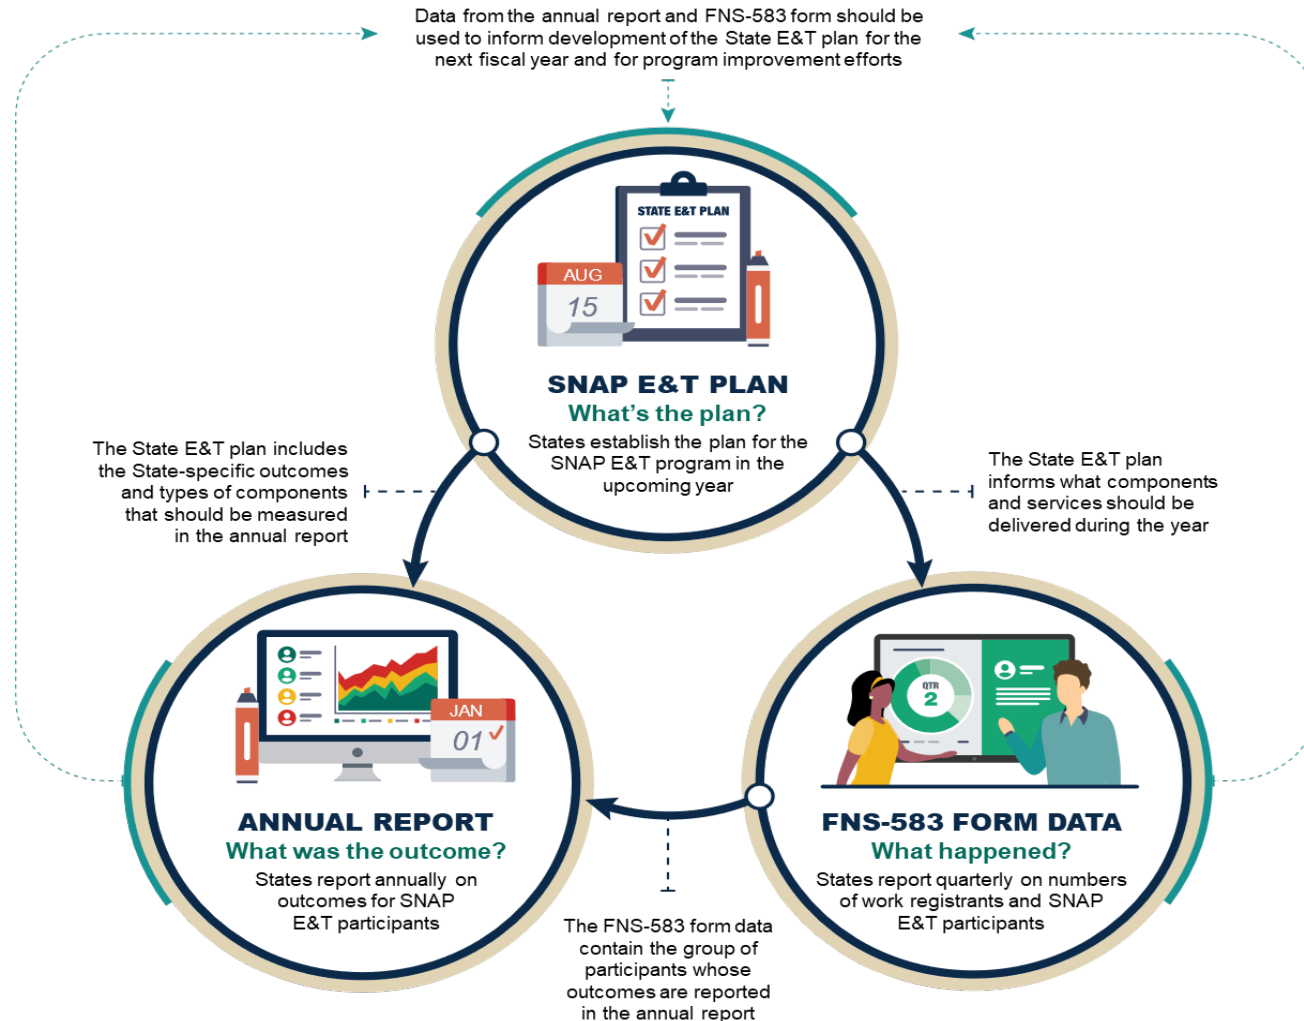 Data from the annual report and FNS-583 form should be
used to inform development of the State E&T plan for the
next fiscal year and for program improvement efforts
STATE E&T PLAN
AUG
15
SNAP E&T PLAN
What's the plan?
States establish the plan for the
SNAP E&T program in the
upcoming year
The State E&T plan includes
the State-specific outcomes
and types of components
that should be measured
in the annual report
The State E&T plan
informs what components
and services should be
delivered during the year
JAN
01
ANNUAL REPORT
What was the outcome?
States report annually on
outcomes for SNAP
E&T participants
QTR
2
FNS-583 FORM DATA
What happened?
States report quarterly on numbers
of work registrants and SNAP
E&T participants
The FNS-583 form data
contain the group of
participants whose
outcomes are reported
in the annual report